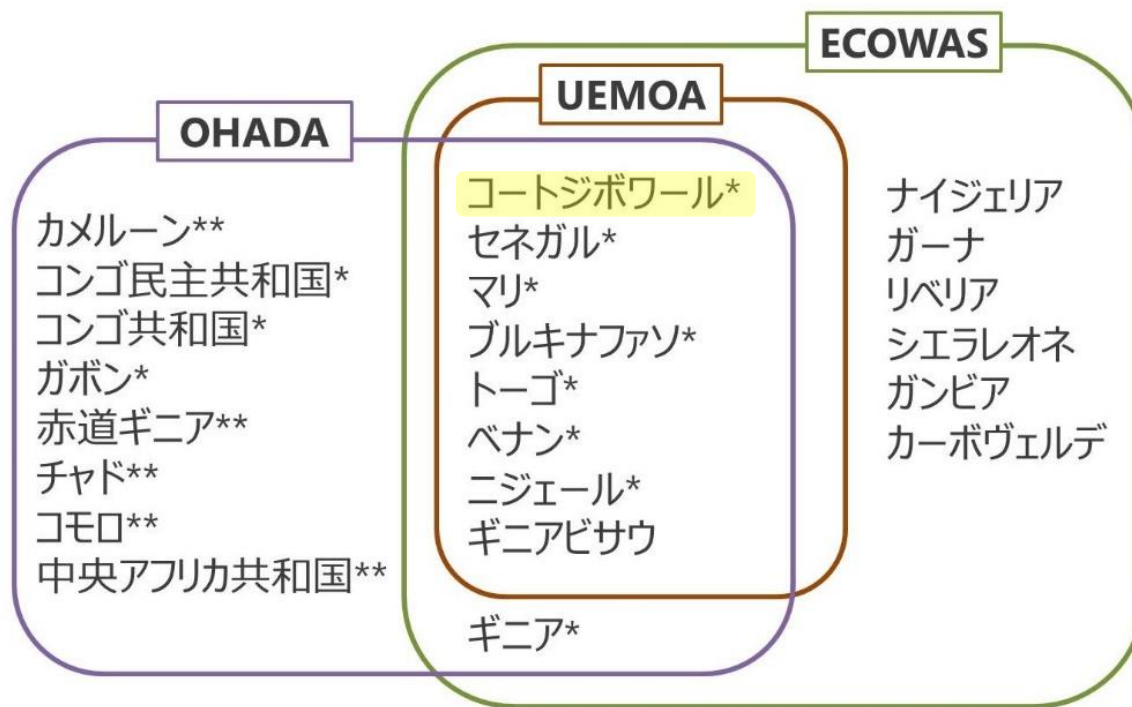 ECOWAS
UEMOA
OHADA
カメルーン**
コンゴ民主共和国*
コンゴ共和国*
ガボン*
赤道ギニア**
チャド**
コモロ**
中央アフリカ共和国**
コートジボワール*
セネガル*
マリ*
ブルキナファソ*
トーゴ*
ベナン*
ニジェール*
ギニアビサウ
ギニア*
ナイジェリア
ガーナ
リベリア
シエラレオネ
ガンビア
カーボヴェルデ